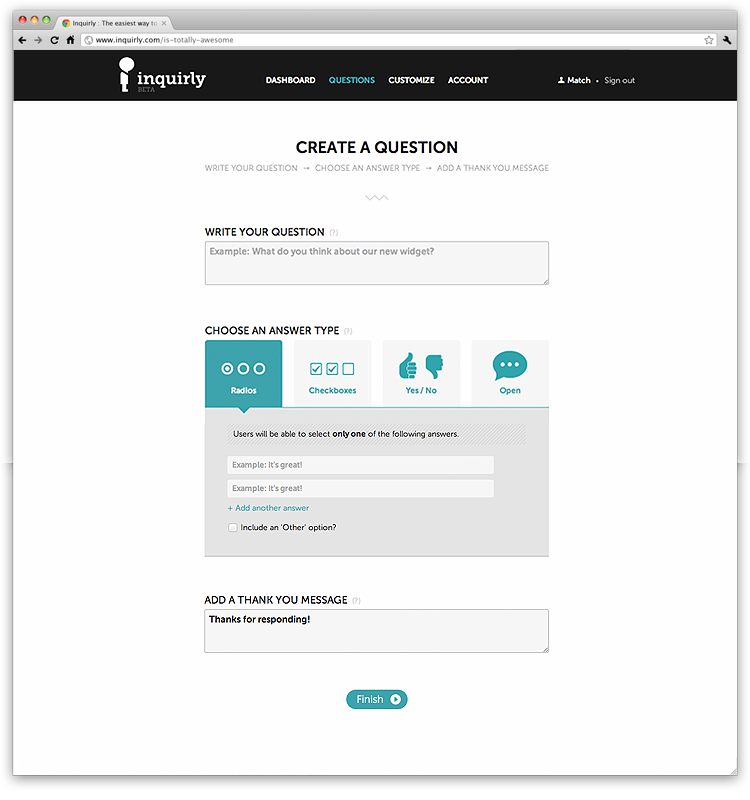 Inquirly : The easiest way to
www.inquirly.com/is-totally-awesome
inquirly
BETA
DASHBOARD QUESTIONS CUSTOMIZE ACCOUNT
Match • Sign out
CREATE A QUESTION
WRITE YOUR QUESTION → CHOOSE AN ANSWER TYPE → ADD A THANK YOU MESSAGE
WRITE YOUR QUESTION (?)
Example: What do you think about our new widget?
CHOOSE AN ANSWER TYPE (?)
Radios Checkboxes Yes / No Open
Users will be able to select only one of the following answers.
Example: It's great!
Example: It's great!
+ Add another answer
Include an 'Other' option?
ADD A THANK YOU MESSAGE (?)
Thanks for responding!
Finish